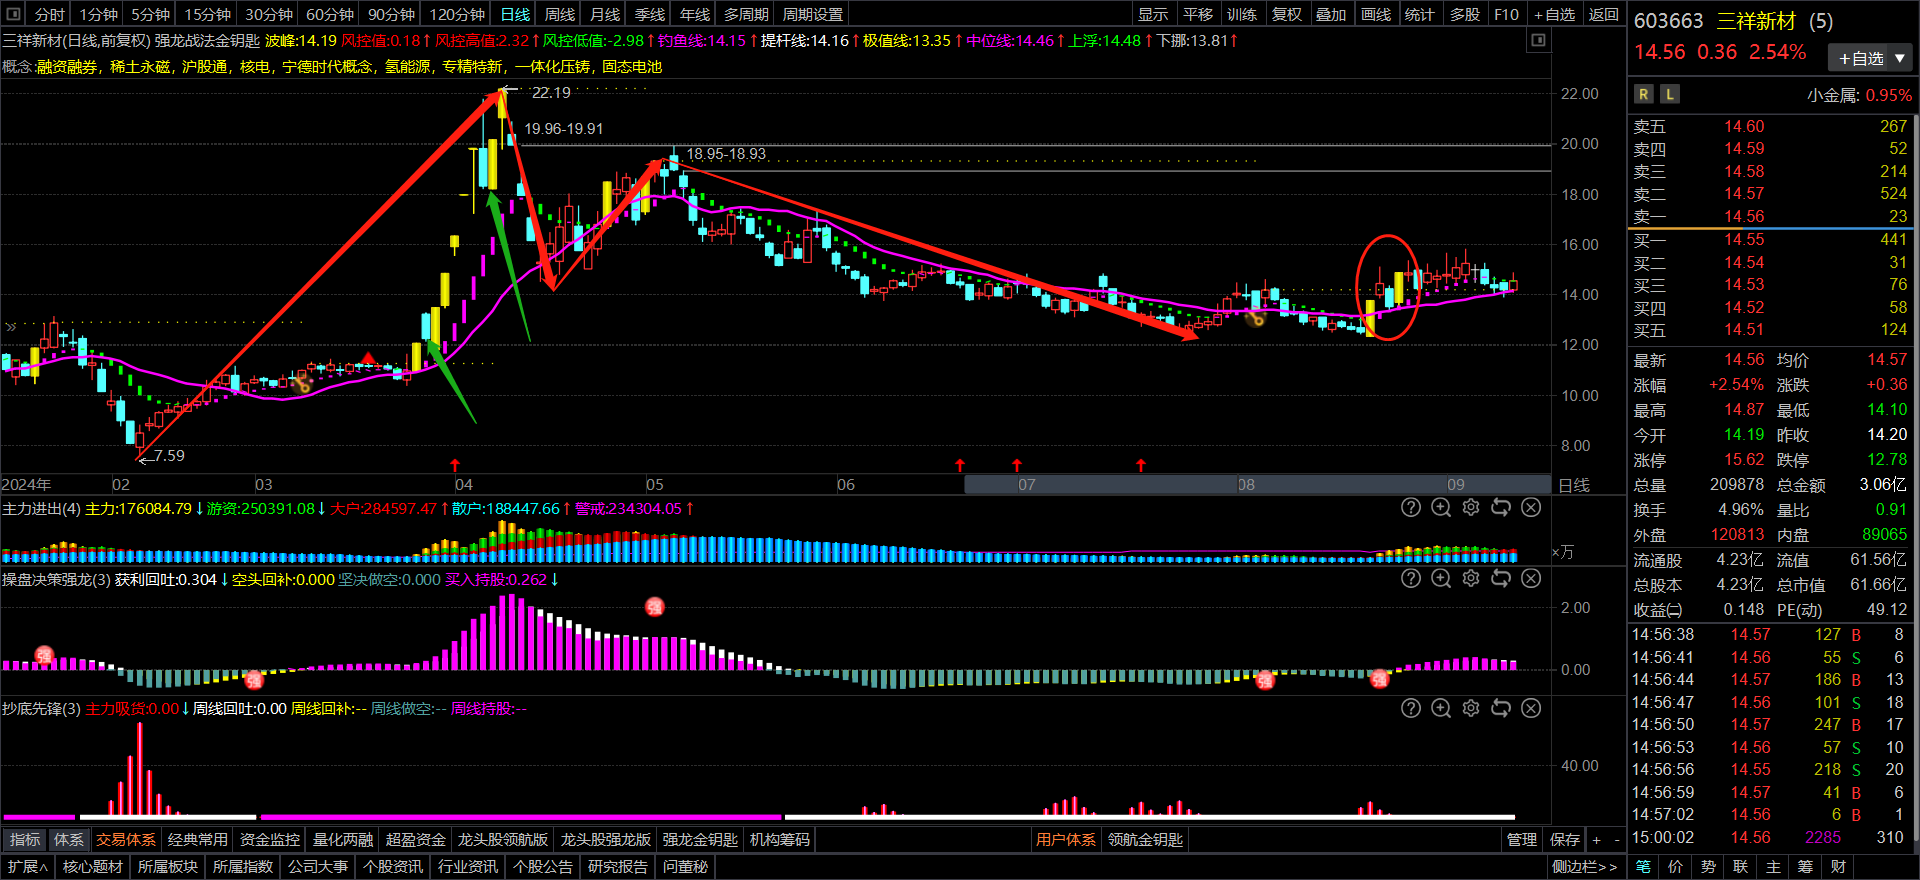 分时 1分钟 5分钟 15分钟 30分钟 60分钟 90分钟 120分钟 日线 周线 月线 季线 年线 多周期 周期设置 显示 平移 训练 复权 叠加 画线 统计 多股 F10 +自选 返回
三祥新材(日线,前复权) 强龙战法金钥匙 波峰:14.19 风控值:0.18↑ 风控高值:2.32↑ 风控低值:-2.98↑ 钓鱼线:14.15↑ 提杆线:14.16↑ 极值线:13.35↑ 中位线:14.46↑ 上浮:14.48↑ 下挪:13.81↑
概念:融资融券，稀土永磁，沪股通，核电，宁德时代概念，氢能源，专精特新，一体化压铸，固态电池
22.19
19.96-19.91
18.95-18.93
7.59
22.00
20.00
18.00
16.00
14.00
12.00
10.00
8.00
2024年 02 03 04 05 06 07 08 09 日线
主力进出(4) 主力:176084.79↓ 游资:250391.08↓ 大户:284597.47↑ 散户:188447.66↑ 警戒:234304.05↑
×万
操盘决策强龙(3) 获利回吐:0.304↓ 空头回补:0.000 坚决做空:0.000 买入持股:0.262↓
强 强 强 强 强
2.00
0.00
抄底先锋(3) 主力吸货:0.00↓ 周线回吐:0.00 周线回补:-- 周线做空:-- 周线持股:--
40.00
指标 体系 交易体系 经典常用 资金监控 量化两融 超盈资金 龙头股领航版 龙头股强龙版 强龙金钥匙 机构筹码 用户体系 领航金钥匙 管理 保存 + -
扩展∧ 核心题材 所属板块 所属指数 公司大事 个股资讯 行业资讯 个股公告 研究报告 问董秘 侧边栏>>
603663 三祥新材 (5)
14.56 0.36 2.54% +自选 ▼
R L 小金属: 0.95%
卖五 14.60 267
卖四 14.59 52
卖三 14.58 214
卖二 14.57 524
卖一 14.56 23
买一 14.55 441
买二 14.54 31
买三 14.53 76
买四 14.52 58
买五 14.51 124
最新 14.56 均价 14.57
涨幅 +2.54% 涨跌 +0.36
最高 14.87 最低 14.10
今开 14.19 昨收 14.20
涨停 15.62 跌停 12.78
总量 209878 总金额 3.06亿
换手 4.96% 量比 0.91
外盘 120813 内盘 89065
流通股 4.23亿 流值 61.56亿
总股本 4.23亿 总市值 61.66亿
收益㈡ 0.148 PE(动) 49.12
14:56:38 14.57 127 B 8
14:56:41 14.56 55 S 6
14:56:44 14.57 186 B 13
14:56:47 14.56 101 S 18
14:56:50 14.57 247 B 17
14:56:53 14.56 57 S 10
14:56:56 14.55 218 S 20
14:56:59 14.57 41 B 6
14:57:02 14.56 6 B 1
15:00:02 14.56 2285 310
笔 价 势 联 主 筹 财